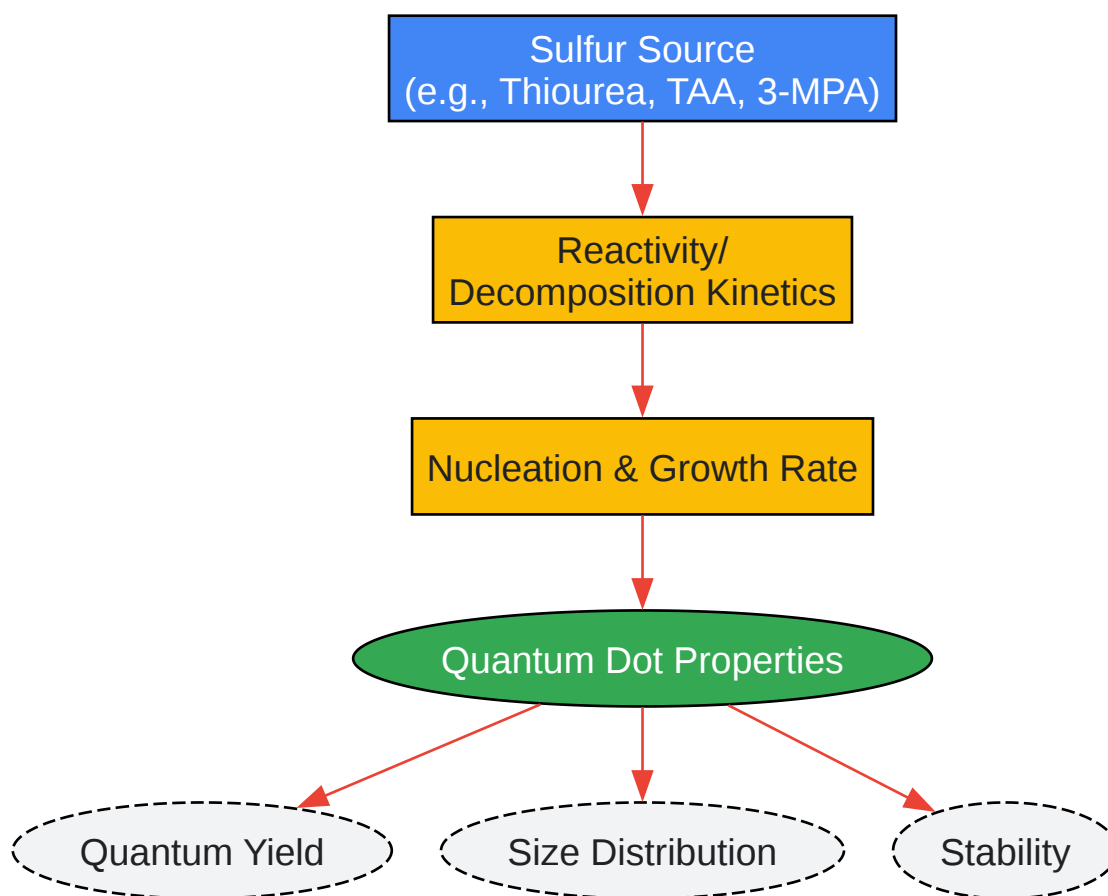 Sulfur Source
(e.g., Thiourea, TAA, 3-MPA)
Reactivity/
Decomposition Kinetics
Nucleation & Growth Rate
Quantum Dot Properties
Quantum Yield
Size Distribution
Stability